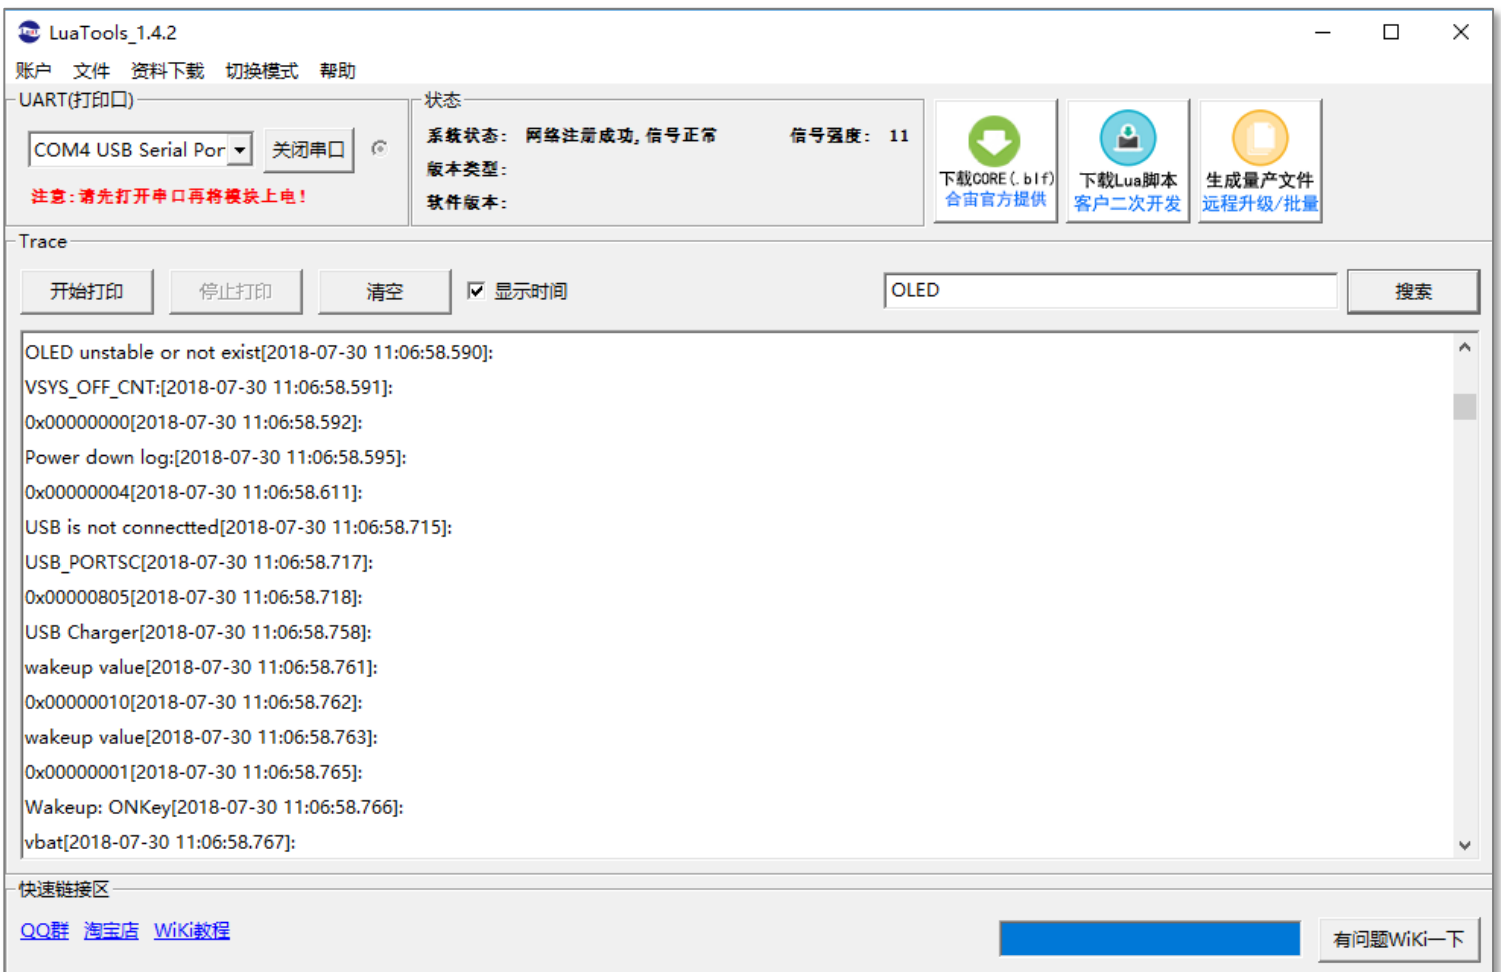 LuaTools_1.4.2
账户 文件 资料下载 切换模式 帮助
UART(打印口)
COM4 USB Serial Por
关闭串口
注意:请先打开串口再将模块上电!
状态
系统状态: 网络注册成功,信号正常 信号强度: 11
版本类型:
软件版本:
下载CORE(.blf)
合宙官方提供
下载Lua脚本
客户二次开发
生成量产文件
远程升级/批量
Trace
开始打印 停止打印 清空 显示时间 OLED 搜索
OLED unstable or not exist[2018-07-30 11:06:58.590]:
VSYS_OFF_CNT:[2018-07-30 11:06:58.591]:
0x00000000[2018-07-30 11:06:58.592]:
Power down log:[2018-07-30 11:06:58.595]:
0x00000004[2018-07-30 11:06:58.611]:
USB is not connectted[2018-07-30 11:06:58.715]:
USB_PORTSC[2018-07-30 11:06:58.717]:
0x00000805[2018-07-30 11:06:58.718]:
USB Charger[2018-07-30 11:06:58.758]:
wakeup value[2018-07-30 11:06:58.761]:
0x00000010[2018-07-30 11:06:58.762]:
wakeup value[2018-07-30 11:06:58.763]:
0x00000001[2018-07-30 11:06:58.765]:
Wakeup: ONKey[2018-07-30 11:06:58.766]:
vbat[2018-07-30 11:06:58.767]:
快速链接区
QQ群 淘宝店 WiKi教程
有问题WiKi一下